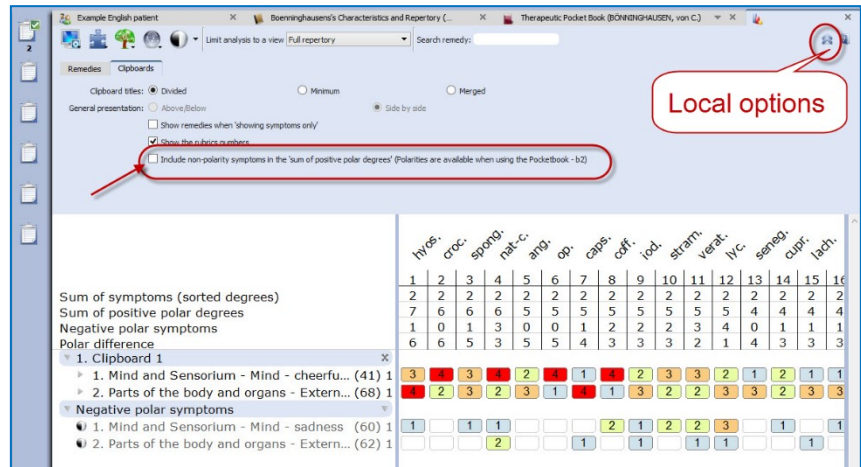 Example English patient
Boenninghausens's Characteristics and Repertory (...
Therapeutic Pocket Book (BÖNNINGHAUSEN, von C.)
2
Limit analysis to a view Full repertory Search remedy:
Remedies Clipboards
Clipboard titles: Divided Minimum Merged
General presentation: Above/Below Side by side
Show remedies when 'showing symptoms only'
Show the rubrics numbers
Include non-polarity symptoms in the 'sum of positive polar degrees' (Polarities are available when using the Pocketbook - b2)
Local options
hyos. croc. spong. nat-c. ang. op. caps. coff. iod. stram. verat. lyc. seneg. cupr. lach.
1 2 3 4 5 6 7 8 9 10 11 12 13 14 15 16
Sum of symptoms (sorted degrees) 2 2 2 2 2 2 2 2 2 2 2 2 2 2 2 2
Sum of positive polar degrees 7 6 6 6 5 5 5 5 5 5 5 5 4 4 4 4
Negative polar symptoms 1 0 1 3 0 0 1 2 2 2 3 4 0 1 1 1
Polar difference 6 6 5 3 5 5 4 3 3 3 2 1 4 3 3 3
1. Clipboard 1 x
1. Mind and Sensorium - Mind - cheerfu... (41) 1 3 4 3 4 2 4 1 4 2 3 3 2 1 2 1 1
2. Parts of the body and organs - Extern... (68) 1 4 2 3 2 3 1 4 1 3 2 2 3 3 2 3 3
Negative polar symptoms
1. Mind and Sensorium - Mind - sadness (60) 1 1 1 1 2 1 2 2 3 1 1
2. Parts of the body and organs - Extern... (62) 1 2 1 1 1 1 1